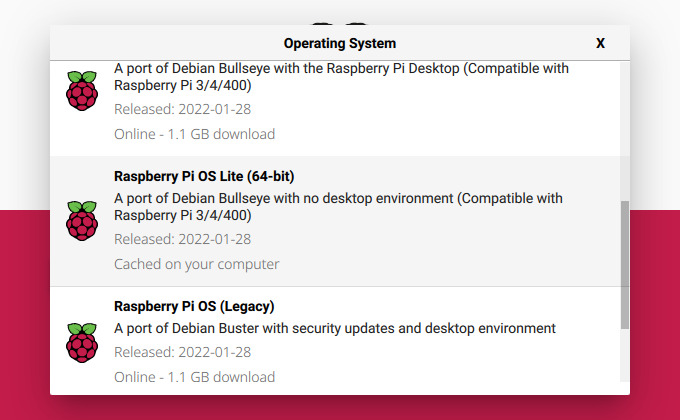 Operating System
X
A port of Debian Bullseye with the Raspberry Pi Desktop (Compatible with
Raspberry Pi 3/4/400)
Released: 2022-01-28
Online - 1.1 GB download
Raspberry Pi OS Lite (64-bit)
A port of Debian Bullseye with no desktop environment (Compatible with
Raspberry Pi 3/4/400)
Released: 2022-01-28
Cached on your computer
Raspberry Pi OS (Legacy)
A port of Debian Buster with security updates and desktop environment
Released: 2022-01-28
Online - 1.1 GB download